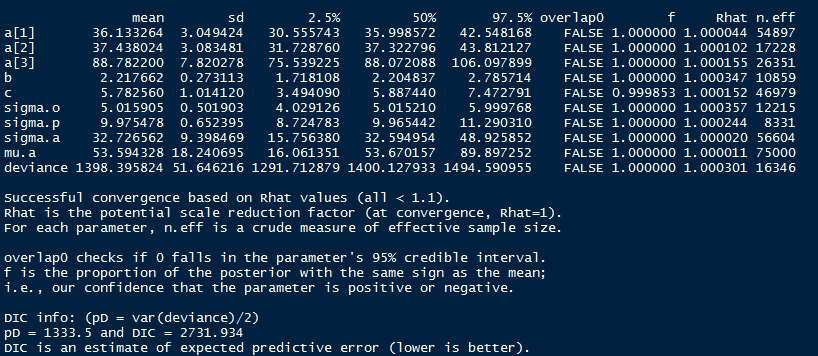 mean sd 2.5% 50% 97.5% overlap0 f Rhat n.eff
a[1] 36.133264 3.049424 30.555743 35.998572 42.548168 FALSE 1.000000 1.000044 54897
a[2] 37.438024 3.083481 31.728760 37.322796 43.812127 FALSE 1.000000 1.000102 17228
a[3] 88.782200 7.820278 75.539225 88.072088 106.097899 FALSE 1.000000 1.000155 26351
b 2.217662 0.273113 1.718108 2.204837 2.785714 FALSE 1.000000 1.000347 10859
c 5.782560 1.014120 3.494090 5.887440 7.472791 FALSE 0.999853 1.000152 46979
sigma.o 5.015905 0.501903 4.029126 5.015210 5.999768 FALSE 1.000000 1.000357 12215
sigma.p 9.975478 0.652395 8.724783 9.965442 11.290310 FALSE 1.000000 1.000244 8331
sigma.a 32.726562 9.398469 15.756380 32.594954 48.925852 FALSE 1.000000 1.000020 56604
mu.a 53.594328 18.240695 16.061351 53.670157 89.897252 FALSE 1.000000 1.000011 75000
deviance 1398.395824 51.646216 1291.712879 1400.127933 1494.590955 FALSE 1.000000 1.000301 16346
Successful convergence based on Rhat values (all < 1.1).
Rhat is the potential scale reduction factor (at convergence, Rhat=1).
For each parameter, n.eff is a crude measure of effective sample size.
overlap0 checks if 0 falls in the parameter's 95% credible interval.
f is the proportion of the posterior with the same sign as the mean;
i.e., our confidence that the parameter is positive or negative.
DIC info: (pD = var(deviance)/2)
pD = 1333.5 and DIC = 2731.934
DIC is an estimate of expected predictive error (lower is better).